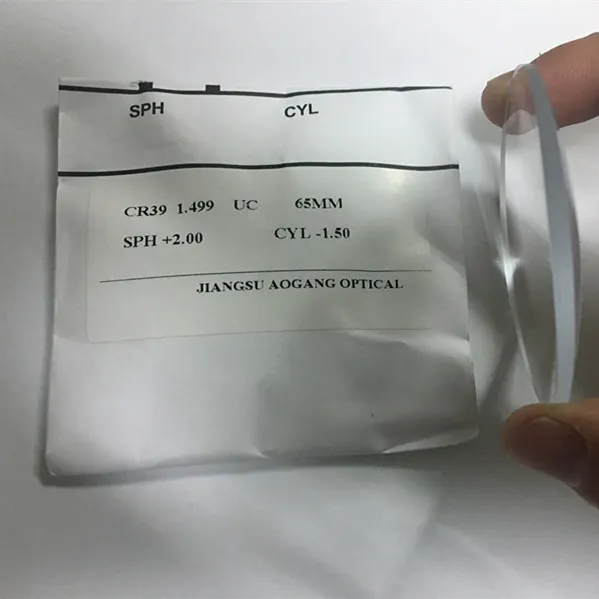 SPH CYL
CR39 1.499 UC 65MM
SPH +2.00 CYL -1.50
JIANGSU AOGANG OPTICAL